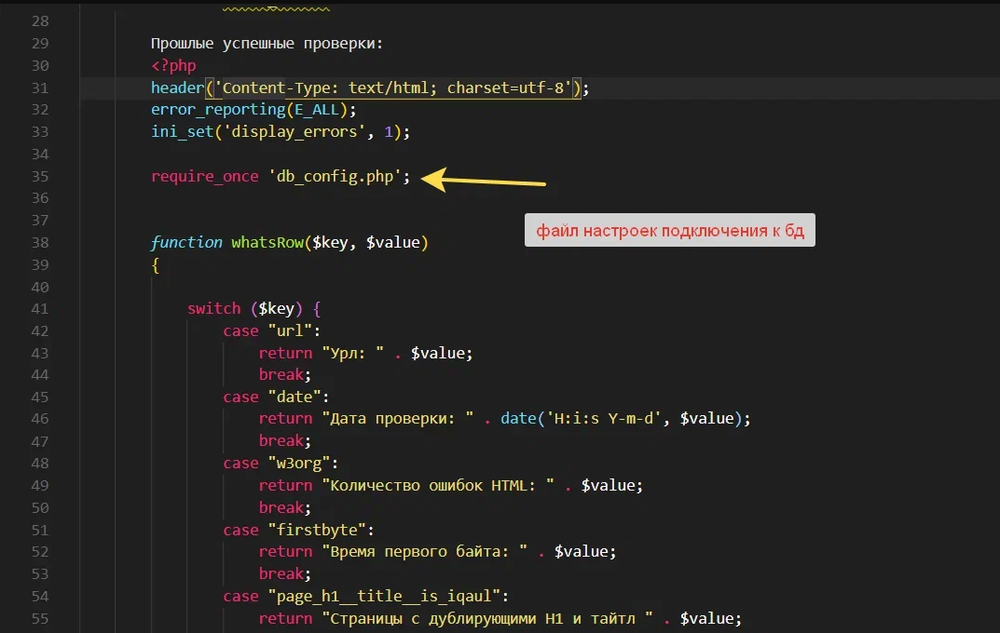 28
29 Прошлые успешные проверки:
30 <?php
31 header('Content-Type: text/html; charset=utf-8');
32 error_reporting(E_ALL);
33 ini_set('display_errors', 1);
34
35 require_once 'db_config.php';
36
37
файл настроек подключения к бд
38 function whatsRow($key, $value)
39 {
40
41 switch ($key) {
42 case "url":
43 return "Урл: " . $value;
44 break;
45 case "date":
46 return "Дата проверки: " . date('H:i:s Y-m-d', $value);
47 break;
48 case "w3org":
49 return "Количество ошибок HTML: " . $value;
50 break;
51 case "firstbyte":
52 return "Время первого байта: " . $value;
53 break;
54 case "page_h1__title__is_iqaul":
55 return "Страницы с дублирующими H1 и тайтл " . $value;